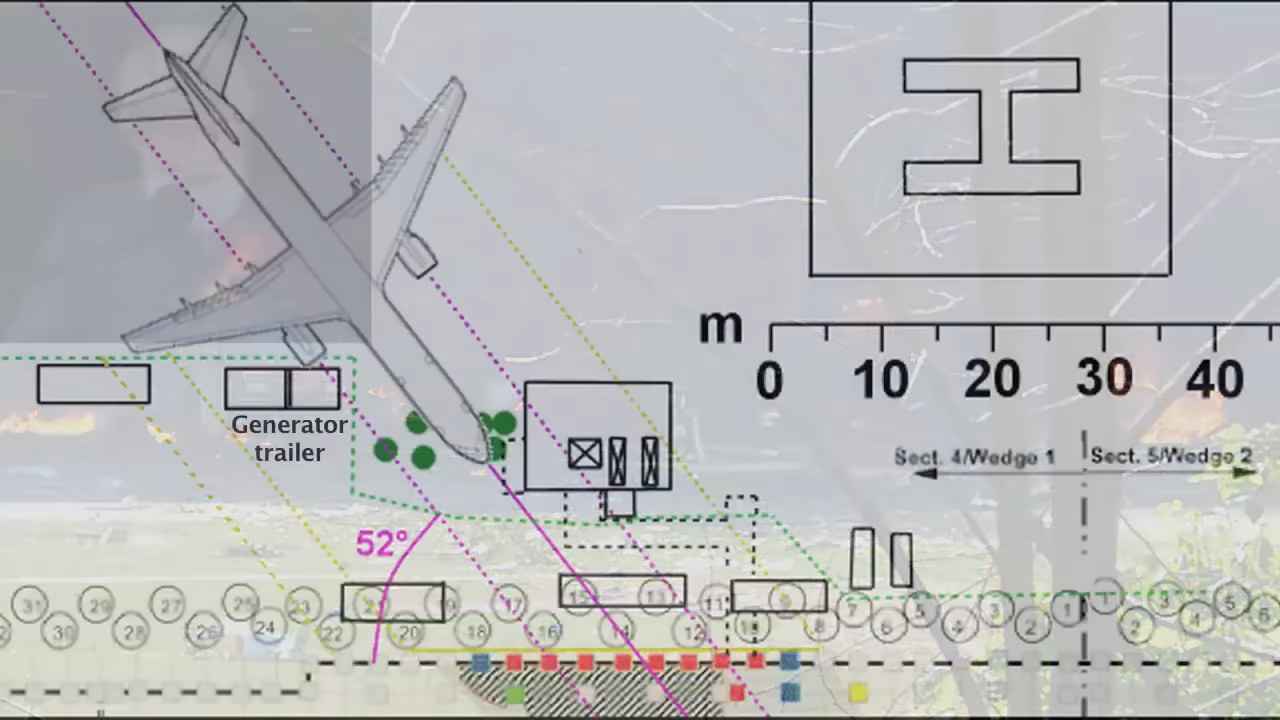 H
m
0 10 20 30 40
Generator
trailer
Sect. 4/Wedge 1 Sect. 5/Wedge 2
52°
31 29 27 25 23 21 19 17 15 13 11 9 7 5 3 1 1 3 5
30 28 26 24 22 20 18 16 14 12 10 8 6 4 2 2 4 6